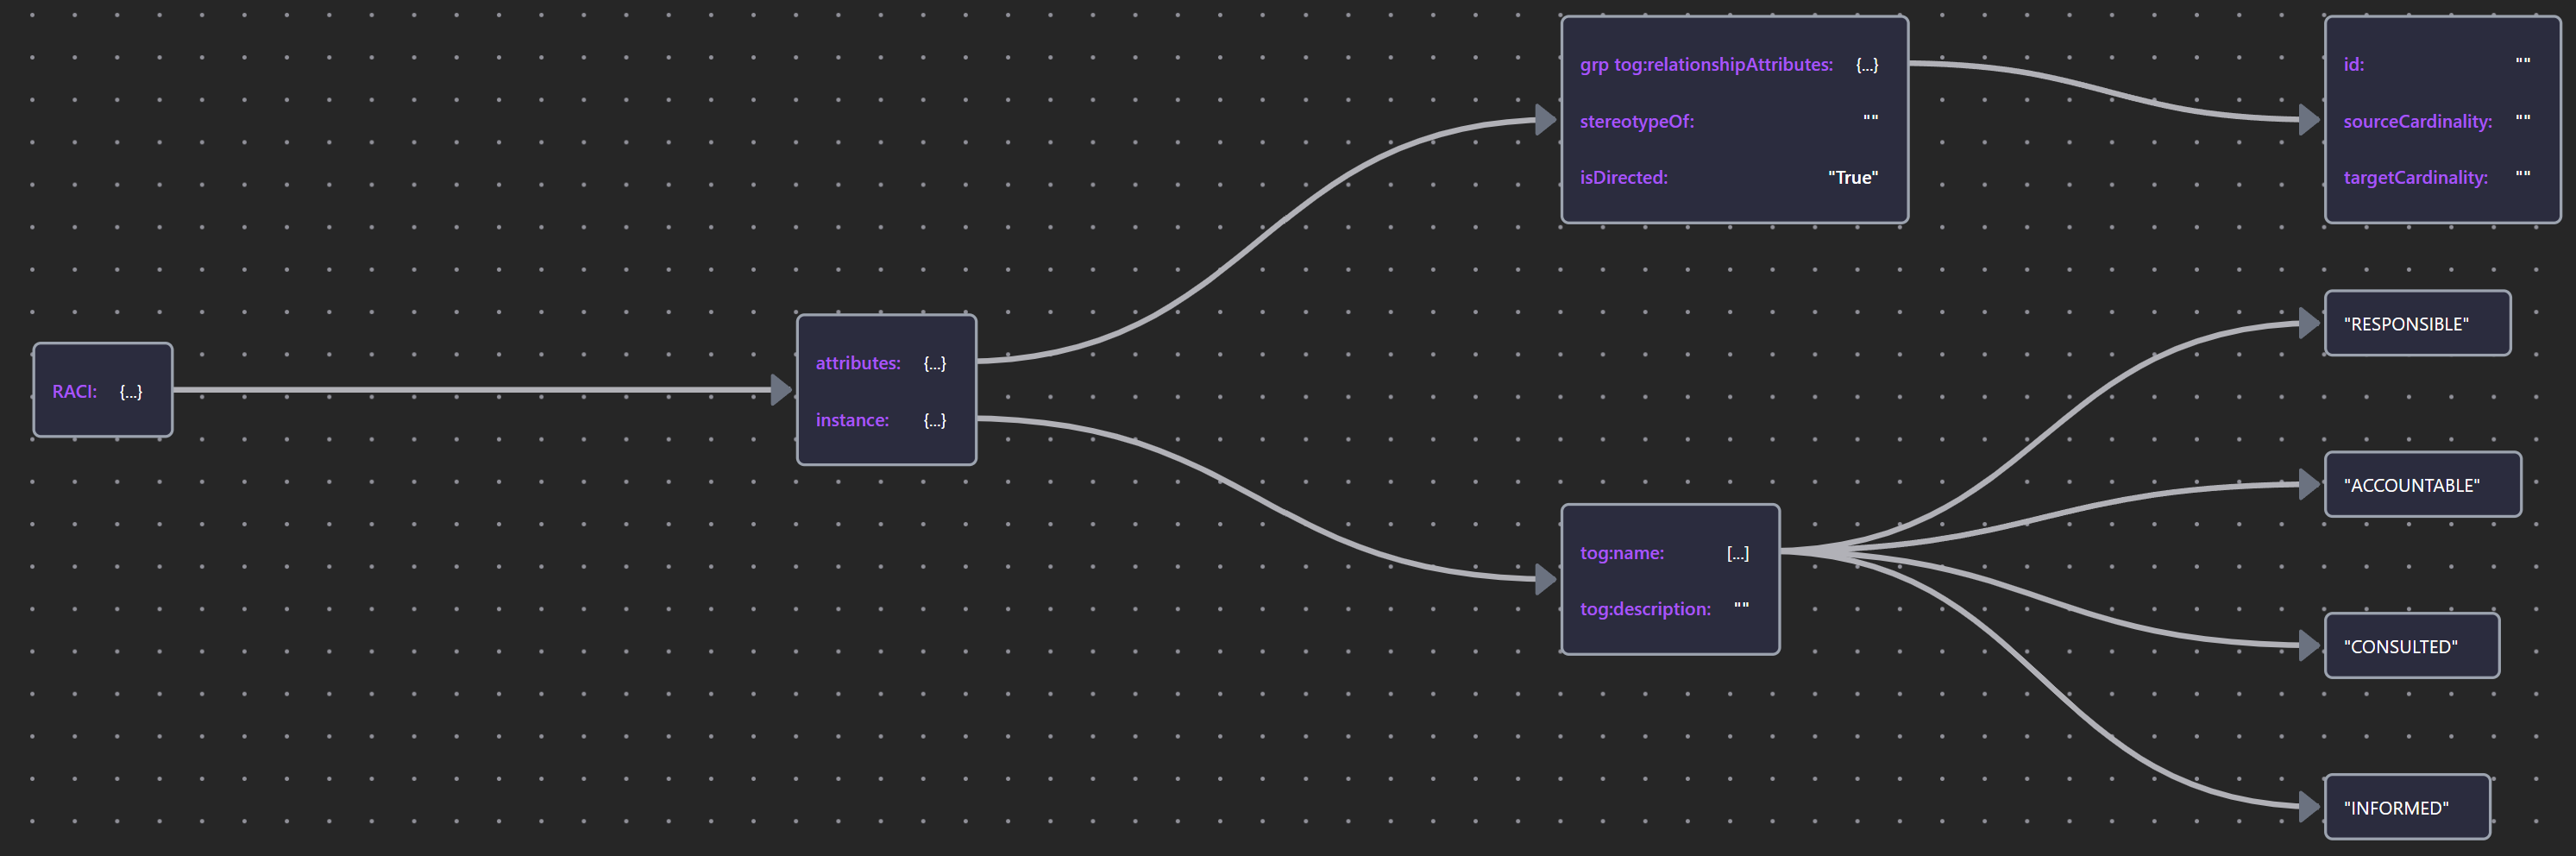 RACI: {...}
attributes: {...}
instance: {...}
grp tog:relationshipAttributes: {...}
stereotypeOf: ""
isDirected: "True"
id: ""
sourceCardinality: ""
targetCardinality: ""
tog:name: [...]
tog:description: ""
"RESPONSIBLE"
"ACCOUNTABLE"
"CONSULTED"
"INFORMED"